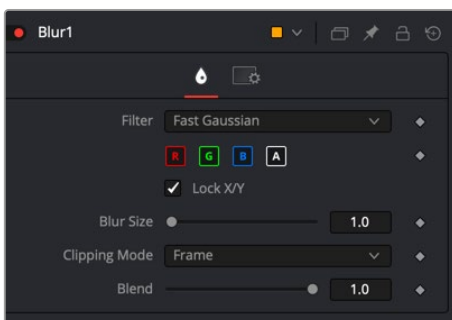 Blur1
Filter Fast Gaussian
R G B A
Lock X/Y
Blur Size 1.0
Clipping Mode Frame
Blend 1.0